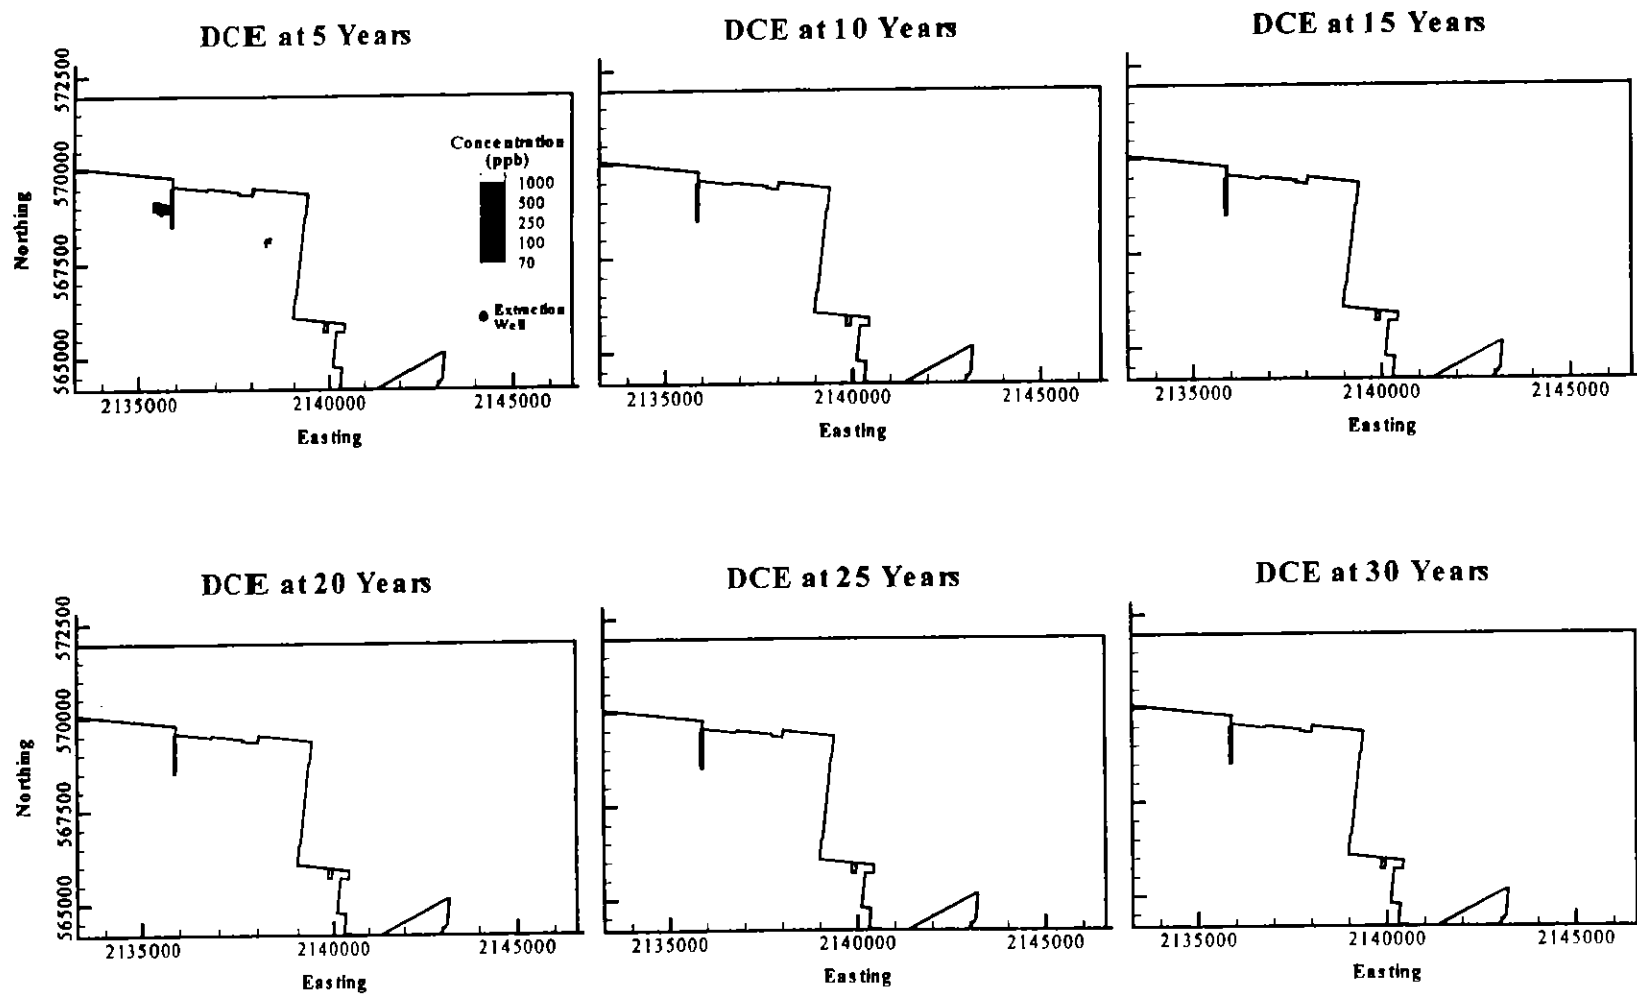 DCE at 5 Years
DCE at 10 Years
DCE at 15 Years
572500
570000
567500
565000
Northing
Concentration
(ppb)
1000
500
250
100
70
Extraction
Well
2135000
2140000
2145000
Easting
2135000
2140000
2145000
Easting
2135000
2140000
2145000
Easting
DCE at 20 Years
DCE at 25 Years
DCE at 30 Years
572500
570000
567500
565000
Northing
2135000
2140000
2145000
Easting
2135000
2140000
2145000
Easting
2135000
2140000
2145000
Easting